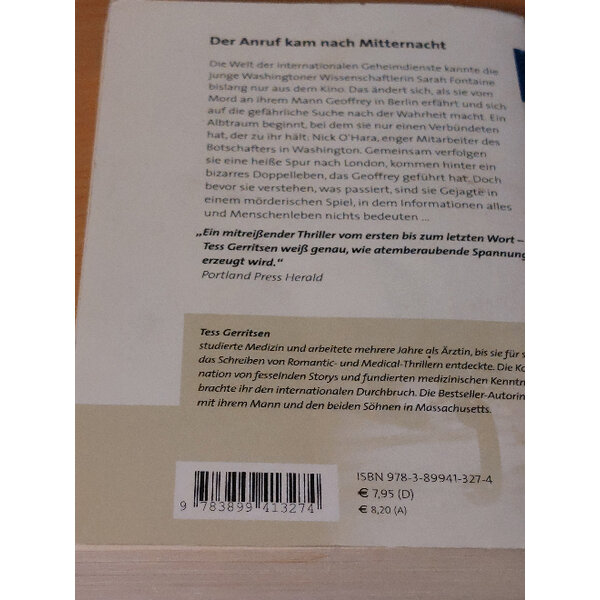 Der Anruf kam nach Mitternacht
Die Welt der internationalen Geheimdienste kannte die
junge Washingtoner Wissenschaftlerin Sarah Fontaine
bislang nur aus dem Kino. Das ändert sich, als sie vom
Mord an ihrem Mann Geoffrey in Berlin erfährt und sich
auf die gefährliche Suche nach der Wahrheit macht. Ein
Albtraum beginnt, bei dem sie nur einen Verbündeten
hat, der zu ihr hält: Nick O'Hara, enger Mitarbeiter des
Botschafters in Washington. Gemeinsam verfolgen
sie eine heiße Spur nach London, kommen hinter ein
bizarres Doppelleben, das Geoffrey geführt hat. Doch
bevor sie verstehen, was passiert, sind sie Gejagte in
einem mörderischen Spiel, in dem Informationen alles
und Menschenleben nichts bedeuten ...
„Ein mitreißender Thriller vom ersten bis zum letzten Wort –
Tess Gerritsen weiß genau, wie atemberaubende Spannung
erzeugt wird.“
Portland Press Herald
Tess Gerritsen
studierte Medizin und arbeitete mehrere Jahre als Ärztin, bis sie für s
das Schreiben von Romantic- und Medical-Thrillern entdeckte. Die Ko
nation von fesselnden Storys und fundierten medizinischen Kenntn
brachte ihr den internationalen Durchbruch. Die Bestseller-Autorin
mit ihrem Mann und den beiden Söhnen in Massachusetts.
ISBN 978-3-89941-327-4
€ 7,95 (D)
€ 8,20 (A)
9 783899 413274